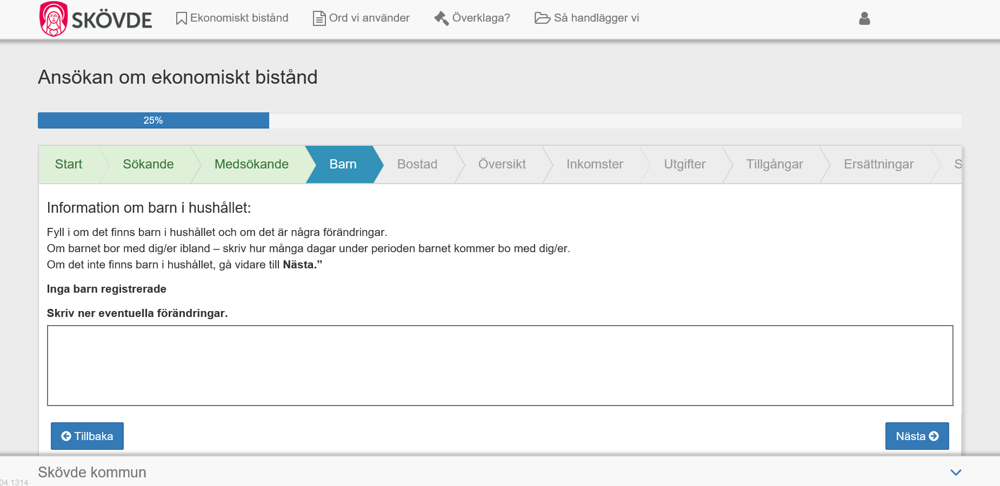 SKÖVDE
Ekonomiskt bistånd
Ord vi använder
Överklaga?
Så handlägger vi
Ansökan om ekonomiskt bistånd
25%
Start
Sökande
Medsökande
Barn
Bostad
Översikt
Inkomster
Utgifter
Tillgångar
Ersättningar
S
Information om barn i hushållet:
Fyll i om det finns barn i hushållet och om det är några förändringar.
Om barnet bor med dig/er ibland – skriv hur många dagar under perioden barnet kommer bo med dig/er.
Om det inte finns barn i hushållet, gå vidare till Nästa.”
Inga barn registrerade
Skriv ner eventuella förändringar.
Tillbaka
Nästa
Skövde kommun
04.1314